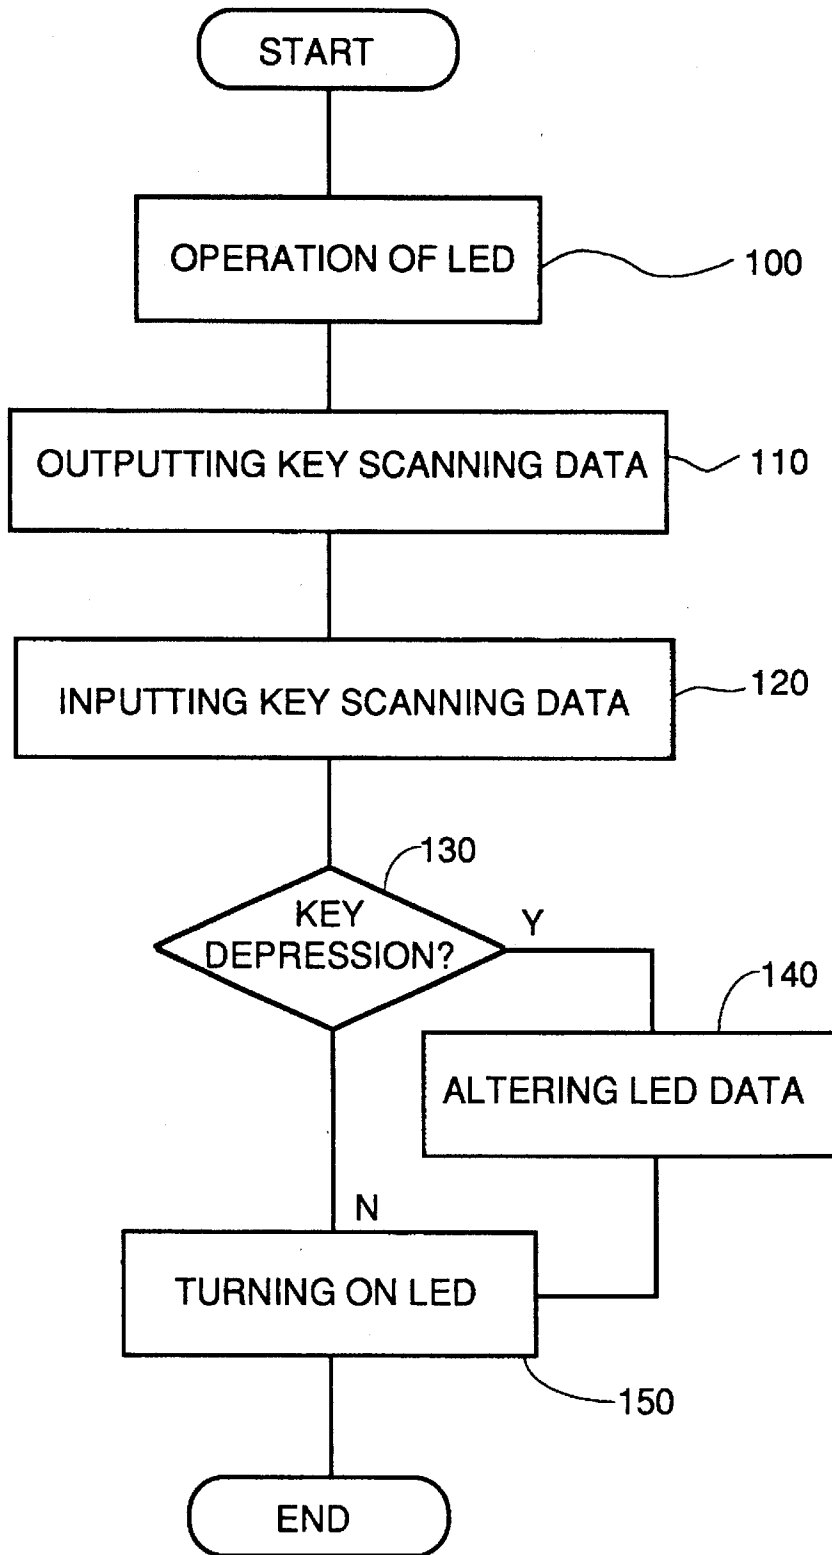 START
OPERATION OF LED
100
OUTPUTTING KEY SCANNING DATA
110
INPUTTING KEY SCANNING DATA
120
130
KEY
DEPRESSION?
Y
140
ALTERING LED DATA
N
TURNING ON LED
150
END